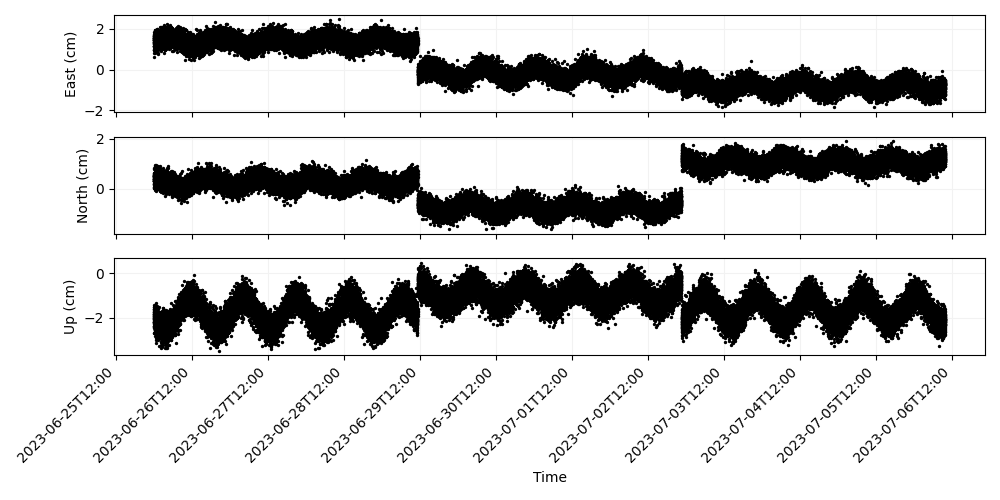 East (cm)
2
0
−2
North (cm)
2
0
Up (cm)
0
−2
2023-06-25T12:00
2023-06-26T12:00
2023-06-27T12:00
2023-06-28T12:00
2023-06-29T12:00
2023-06-30T12:00
2023-07-01T12:00
2023-07-02T12:00
2023-07-03T12:00
2023-07-04T12:00
2023-07-05T12:00
2023-07-06T12:00
Time